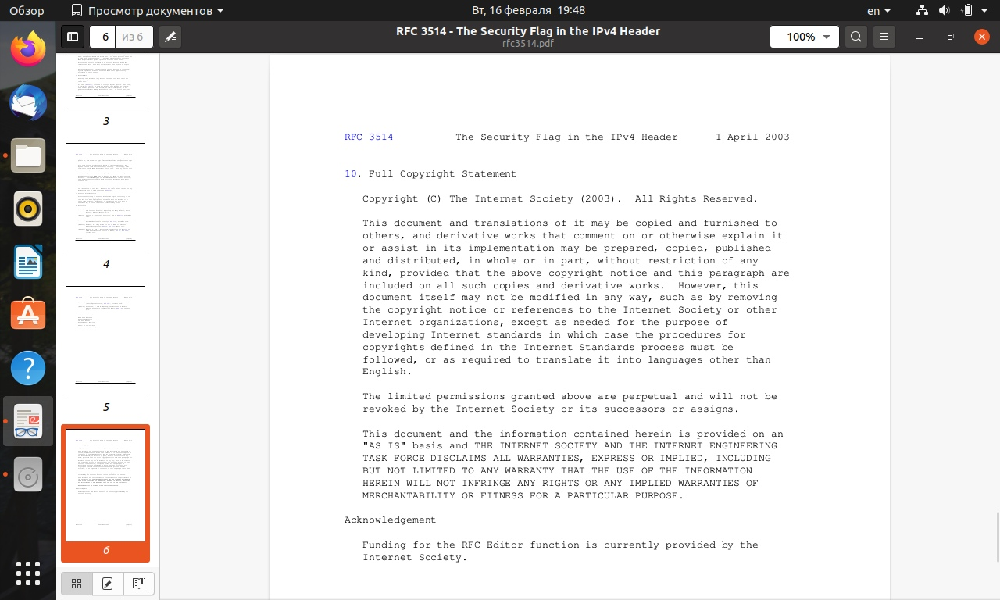 Обзор
Просмотр документов
Вт, 16 февраля 19:48
en
6 из 6
RFC 3514 - The Security Flag in the IPv4 Header
rfc3514.pdf
100%
3
4
5
6
RFC 3514 The Security Flag in the IPv4 Header 1 April 2003
10. Full Copyright Statement
Copyright (C) The Internet Society (2003). All Rights Reserved.
This document and translations of it may be copied and furnished to
others, and derivative works that comment on or otherwise explain it
or assist in its implementation may be prepared, copied, published
and distributed, in whole or in part, without restriction of any
kind, provided that the above copyright notice and this paragraph are
included on all such copies and derivative works. However, this
document itself may not be modified in any way, such as by removing
the copyright notice or references to the Internet Society or other
Internet organizations, except as needed for the purpose of
developing Internet standards in which case the procedures for
copyrights defined in the Internet Standards process must be
followed, or as required to translate it into languages other than
English.
The limited permissions granted above are perpetual and will not be
revoked by the Internet Society or its successors or assigns.
This document and the information contained herein is provided on an
"AS IS" basis and THE INTERNET SOCIETY AND THE INTERNET ENGINEERING
TASK FORCE DISCLAIMS ALL WARRANTIES, EXPRESS OR IMPLIED, INCLUDING
BUT NOT LIMITED TO ANY WARRANTY THAT THE USE OF THE INFORMATION
HEREIN WILL NOT INFRINGE ANY RIGHTS OR ANY IMPLIED WARRANTIES OF
MERCHANTABILITY OR FITNESS FOR A PARTICULAR PURPOSE.
Acknowledgement
Funding for the RFC Editor function is currently provided by the
Internet Society.